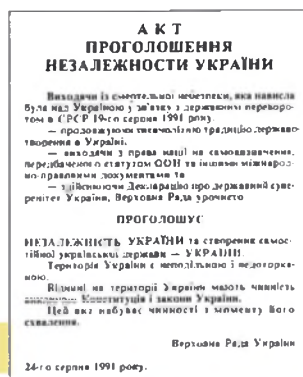 АКТ
ПРОГОЛОШЕННЯ
НЕЗАЛЕЖНОСТИ УКРАЇНИ
Виходячи із смертельної небезпеки, яка нависла
була над Україною у зв'язку з державним переворо-
том в СРСР 19-го серпня 1991 року,
— продовжуючи тисячолітню традицію державо-
творення в Україні,
— виходячи з права нації на самовизначення,
передбаченого статутом ООН та іншими міжнарод-
но-правовими документами та
— здійснюючи Декларацію про державний суве-
ренітет України, Верховна Рада урочисто
ПРОГОЛОШУЄ
НЕЗАЛЕЖНІСТЬ УКРАЇНИ та створення самос-
тійної української держави — УКРАЇНИ.
Територія України є неподільною і недоторка-
ною.
Віднині на території України мають чинність
виключно Конституція і закони України.
Цей акт набуває чинності з моменту його
схвалення.
Верховна Рада України
24-го серпня 1991 року.